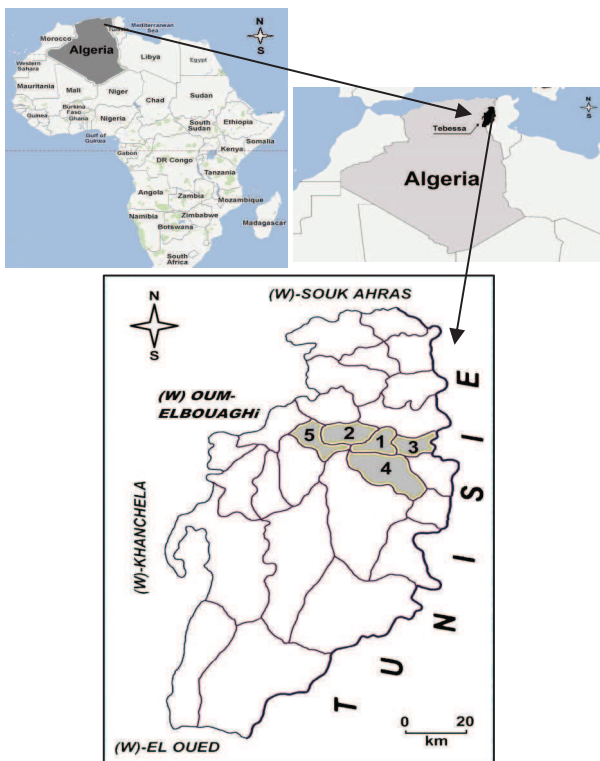 N
S
Mediterranean
Sea
Morocco
Algeria
Western
Sahara
Libya
Egypt
Mauritania
Mali
Niger
Chad
Sudan
Burkina
Faso
Guinea
Ghana
Nigeria
Gulf of
Guinea
South
Sudan
Ethiopia
Somalia
Gabon
Kenya
DR Congo
Tanzania
Angola
Zambia
Mozambique
Namibia
Zimbabwe
Botswana
Madagascar
South
Africa
N
S
Tebessa
Algeria
N
S
(W)-SOUK AHRAS
(W) OUM-
ELBOUAGHi
(W)-KHANCHELA
5
2
1
3
4
TUNISIE
(W)-EL OUED
0 20
km